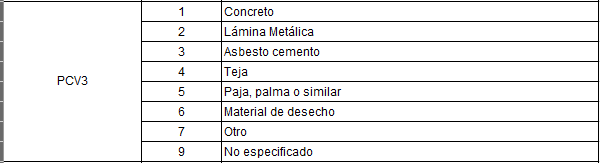 1 Concreto
2 Lámina Metálica
3 Asbesto cemento
PCV3 4 Teja
5 Paja, palma o similar
6 Material de desecho
7 Otro
9 No especificado